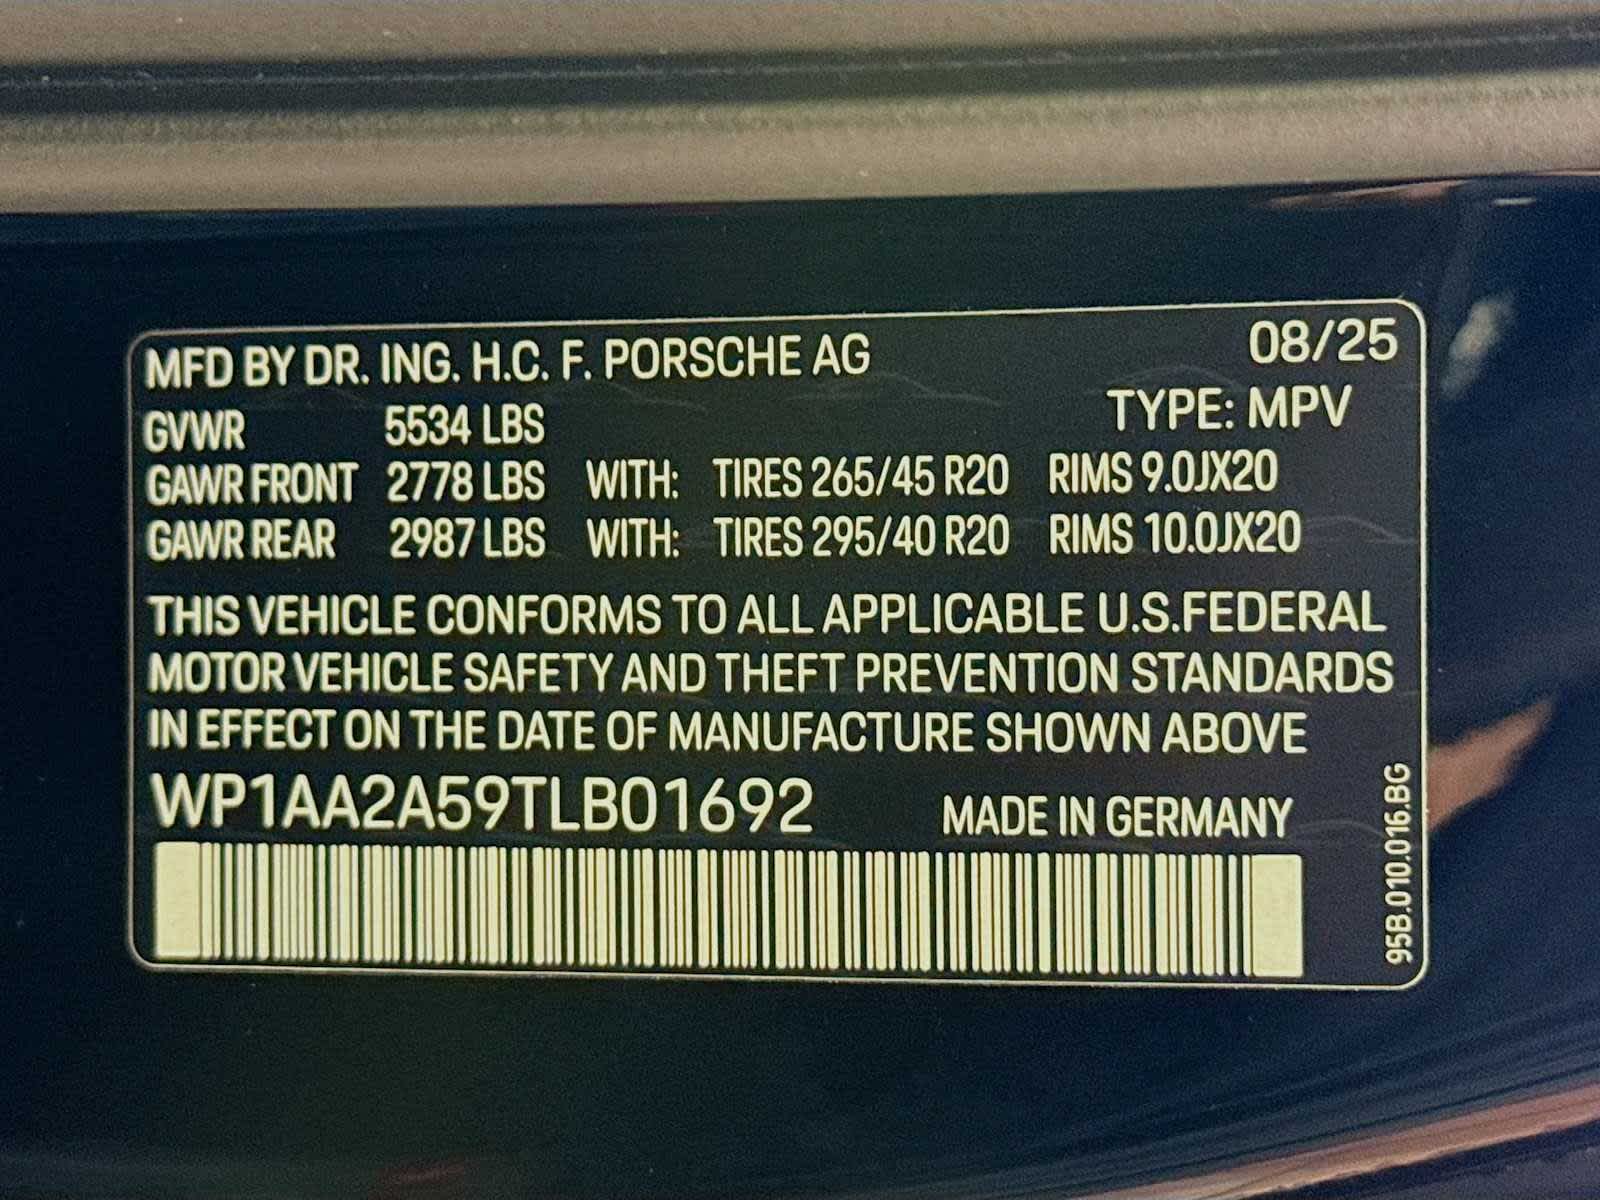 MFD BY DR. ING. H.C. F. PORSCHE AG 08/25
TYPE: MPV
GVWR 5534 LBS
GAWR FRONT 2778 LBS WITH: TIRES 265/45 R20 RIMS 9.0JX20
GAWR REAR 2987 LBS WITH: TIRES 295/40 R20 RIMS 10.0JX20
THIS VEHICLE CONFORMS TO ALL APPLICABLE U.S.FEDERAL
MOTOR VEHICLE SAFETY AND THEFT PREVENTION STANDARDS
IN EFFECT ON THE DATE OF MANUFACTURE SHOWN ABOVE
WP1AA2A59TLB01692 MADE IN GERMANY
95B.010.016.BG